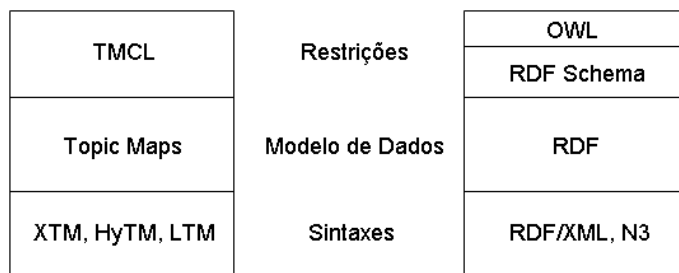 OWL
TMCL Restrições
RDF Schema
Topic Maps Modelo de Dados RDF
XTM, HyTM, LTM Sintaxes RDF/XML, N3